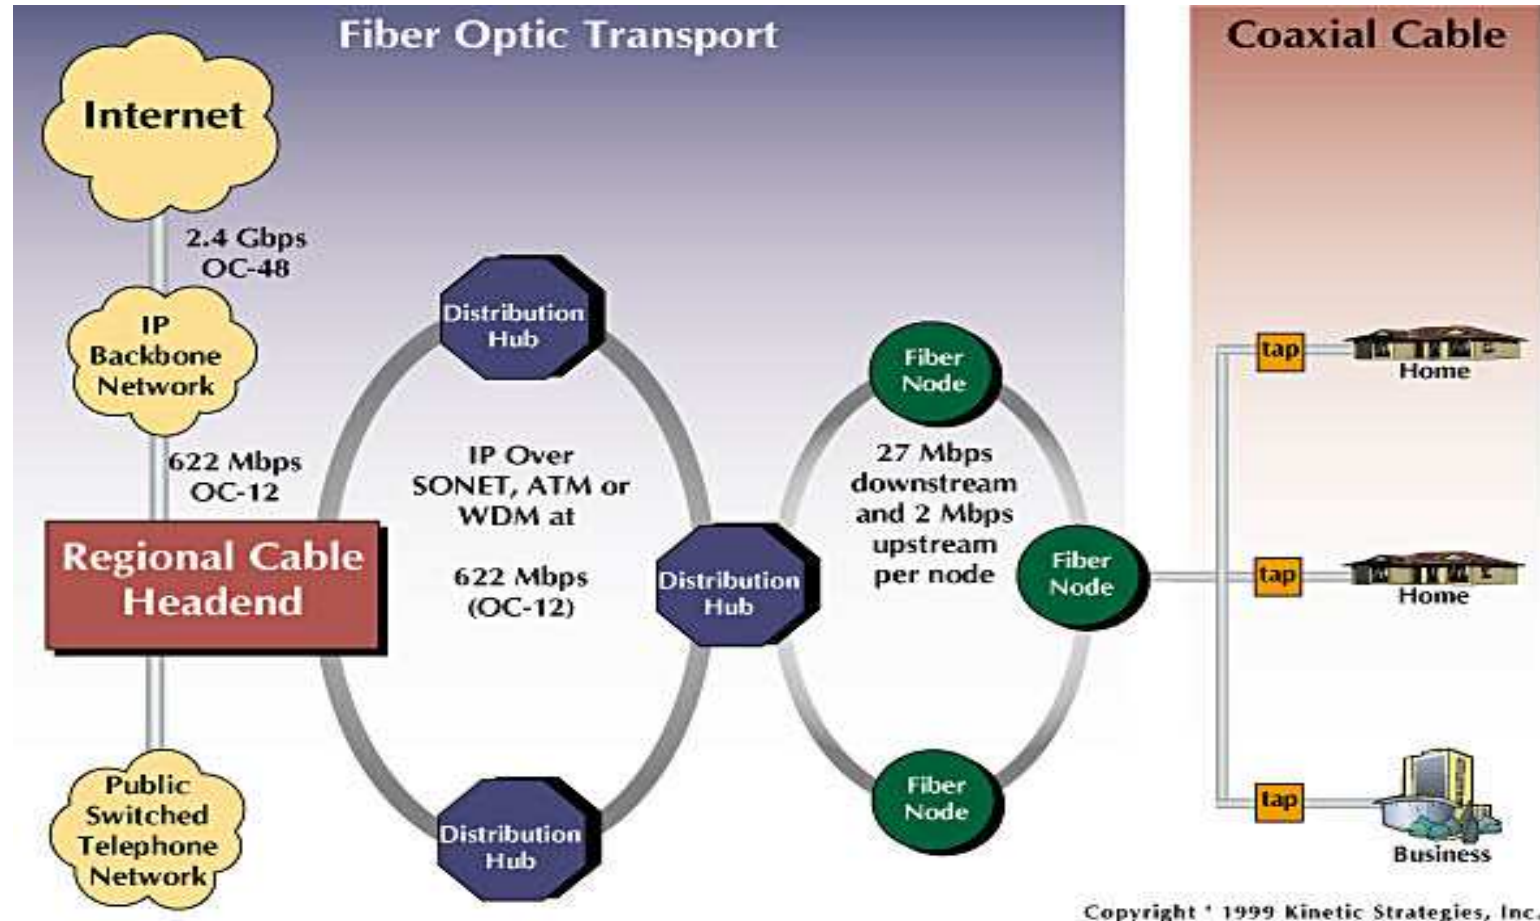 Fiber Optic Transport
Coaxial Cable
Internet
2.4 Gbps
OC-48
IP
Backbone
Network
622 Mbps
OC-12
Regional Cable
Headend
Public
Switched
Telephone
Network
Distribution
Hub
IP Over
SONET, ATM or
WDM at
622 Mbps
(OC-12)
Distribution
Hub
Distribution
Hub
Fiber
Node
27 Mbps
downstream
and 2 Mbps
upstream
per node
Fiber
Node
Fiber
Node
tap
Home
tap
Home
tap
Business
Copyright * 1999 Kinetic Strategies, Inc